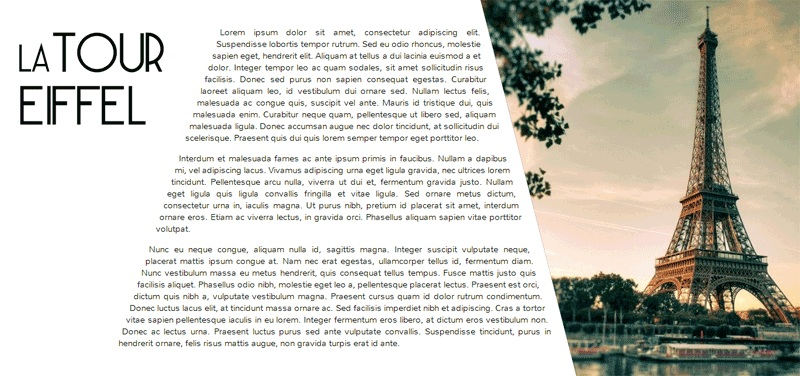 LA TOUR
EIFFEL
Lorem ipsum dolor sit amet, consectetur adipiscing elit.
Suspendisse lobortis tempor rutrum. Sed eu odio rhoncus, molestie
sapien eget, hendrerit elit. Aliquam at tellus a dui lacinia euismod a et
dolor. Integer tempor leo ac quam sodales, sit amet sollicitudin risus
facilisis. Donec sed purus non sapien consequat egestas. Curabitur
laoreet aliquam leo, id vestibulum dui ornare sed. Nullam lectus felis,
malesuada ac congue quis, suscipit vel ante. Mauris id tristique dui, quis
malesuada enim. Curabitur neque quam, pellentesque ut libero sed, aliquam
malesuada ligula. Donec accumsan augue nec dolor tincidunt, at sollicitudin dui
scelerisque. Praesent quis dui quis lorem semper tempor eget porttitor leo.
Interdum et malesuada fames ac ante ipsum primis in faucibus. Nullam a dapibus
mi, vel adipiscing lacus. Vivamus adipiscing urna eget ligula gravida, nec ultrices lorem
tincidunt. Pellentesque arcu nulla, viverra ut dui et, fermentum gravida justo. Nullam
eget ligula quis ligula convallis fringilla et vitae ligula. Sed ornare metus dictum,
consectetur urna in, iaculis magna. Ut purus nibh, pretium id placerat sit amet, interdum
ornare eros. Etiam ac viverra lectus, in gravida orci. Phasellus aliquam sapien vitae porttitor
volutpat.
Nunc eu neque congue, aliquam nulla id, sagittis magna. Integer suscipit vulputate neque,
placerat mattis ipsum congue at. Nam nec erat egestas, ullamcorper tellus id, fermentum diam.
Nunc vestibulum massa eu metus hendrerit, quis consequat tellus tempus. Fusce mattis justo quis
facilisis aliquet. Phasellus odio nibh, molestie eget leo a, pellentesque placerat lectus. Praesent est orci,
dictum quis nibh a, vulputate vestibulum magna. Praesent cursus quam id dolor rutrum condimentum.
Donec luctus lacus elit, at tincidunt massa ornare ac. Sed facilisis imperdiet nibh et adipiscing. Cras a tortor
vitae sapien pellentesque iaculis in eu lorem. Integer fermentum eros libero, at dictum eros vestibulum non.
Donec ac lectus urna. Praesent luctus purus sed ante vulputate convallis. Suspendisse tincidunt, purus in
hendrerit ornare, felis risus mattis augue, non gravida turpis erat id ante.